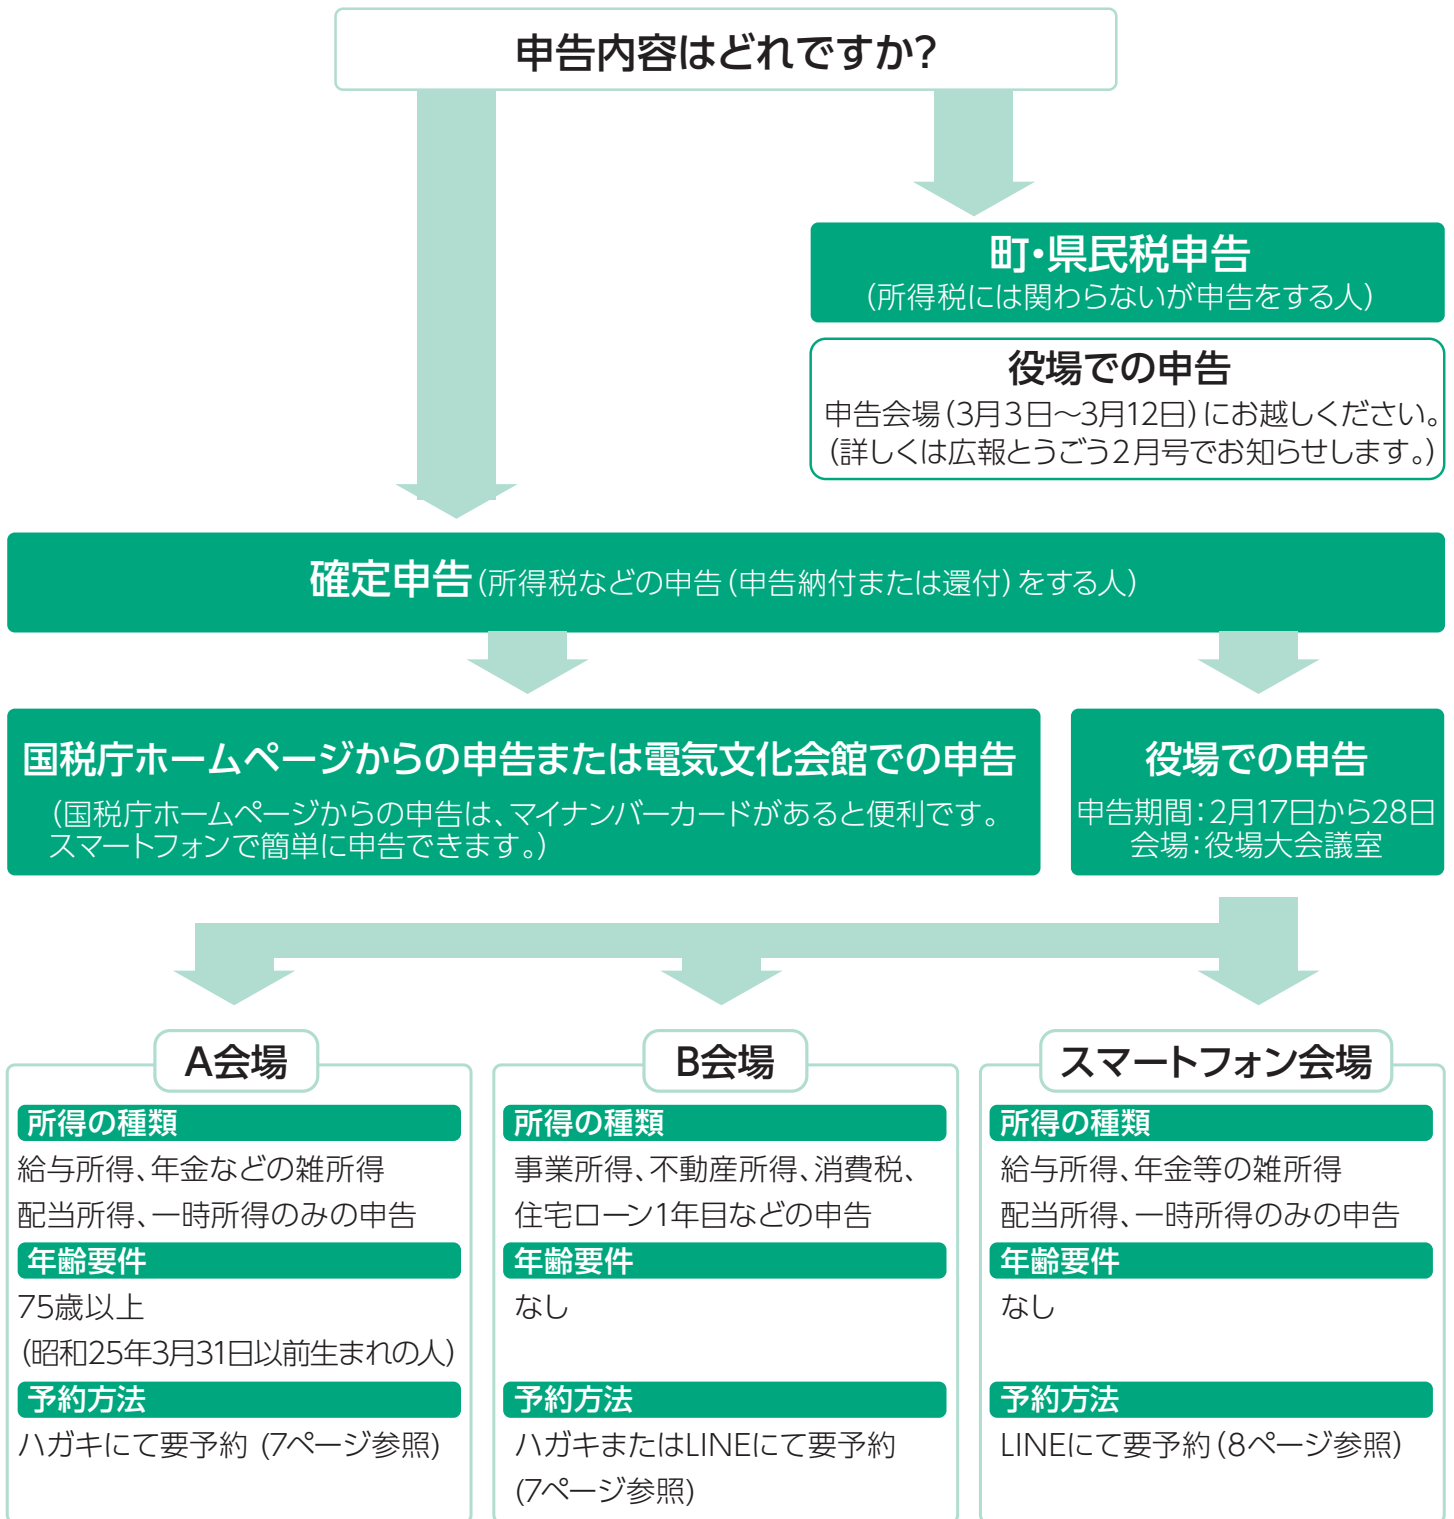 申告内容はどれですか?
町・県民税申告
（所得税には関わらないが申告をする人）
役場での申告
申告会場（3月3日～3月12日）にお越しください。
（詳しくは広報とうごう2月号でお知らせします。）
確定申告（所得税などの申告（申告納付または還付）をする人）
国税庁ホームページからの申告または電気文化会館での申告
（国税庁ホームページからの申告は、マイナンバーカードがあると便利です。
スマートフォンで簡単に申告できます。）
役場での申告
申告期間：2月17日から28日
会場：役場大会議室
A会場
所得の種類
給与所得、年金などの雑所得
配当所得、一時所得のみの申告
年齢要件
75歳以上
（昭和25年3月31日以前生まれの人）
予約方法
ハガキにて要予約 (7ページ参照)
B会場
所得の種類
事業所得、不動産所得、消費税、
住宅ローン1年目などの申告
年齢要件
なし
予約方法
ハガキまたはLINEにて要予約
(7ページ参照)
スマートフォン会場
所得の種類
給与所得、年金等の雑所得
配当所得、一時所得のみの申告
年齢要件
なし
予約方法
LINEにて要予約（8ページ参照）